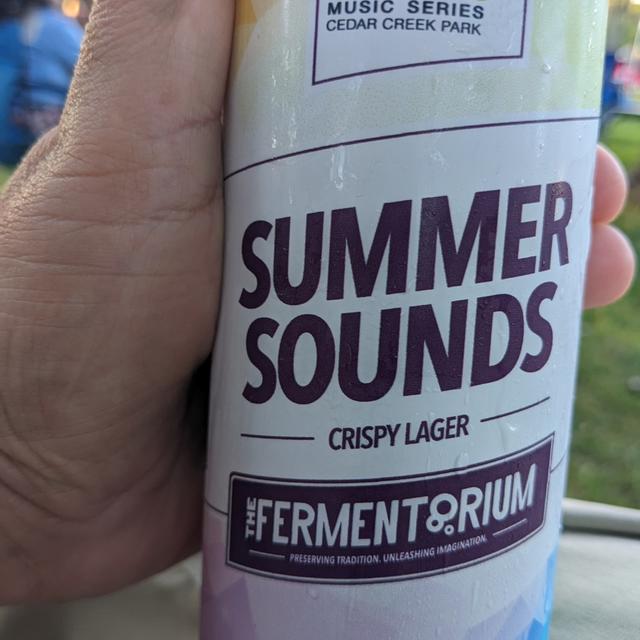 MUSIC SERIES
CEDAR CREEK PARK
SUMMER
SOUNDS
CRISPY LAGER
THE FERMENTORIUM
PRESERVING TRADITION. UNLEASHING IMAGINATION.